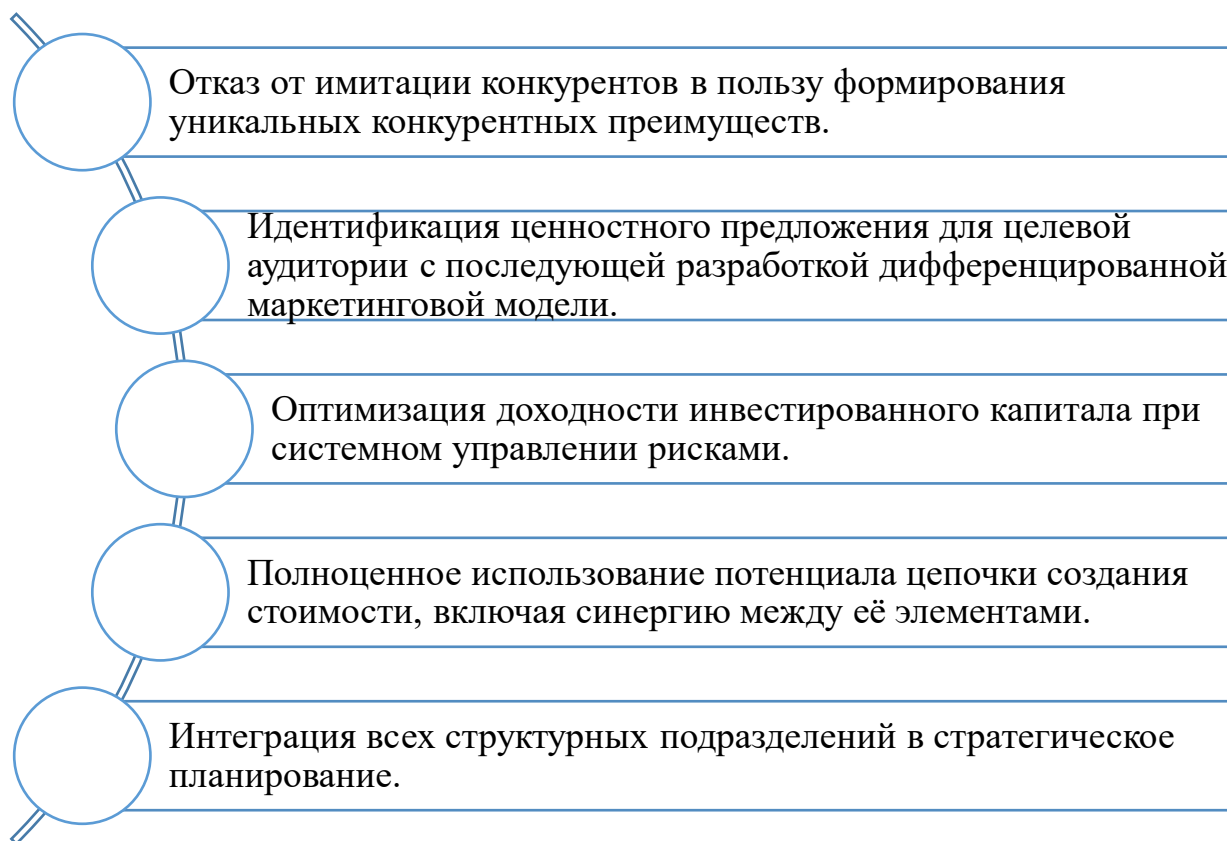 Отказ от имитации конкурентов в пользу формирования
уникальных конкурентных преимуществ.
Идентификация ценностного предложения для целевой
аудитории с последующей разработкой дифференцированной
маркетинговой модели.
Оптимизация доходности инвестированного капитала при
системном управлении рисками.
Полноценное использование потенциала цепочки создания
стоимости, включая синергию между её элементами.
Интеграция всех структурных подразделений в стратегическое
планирование.